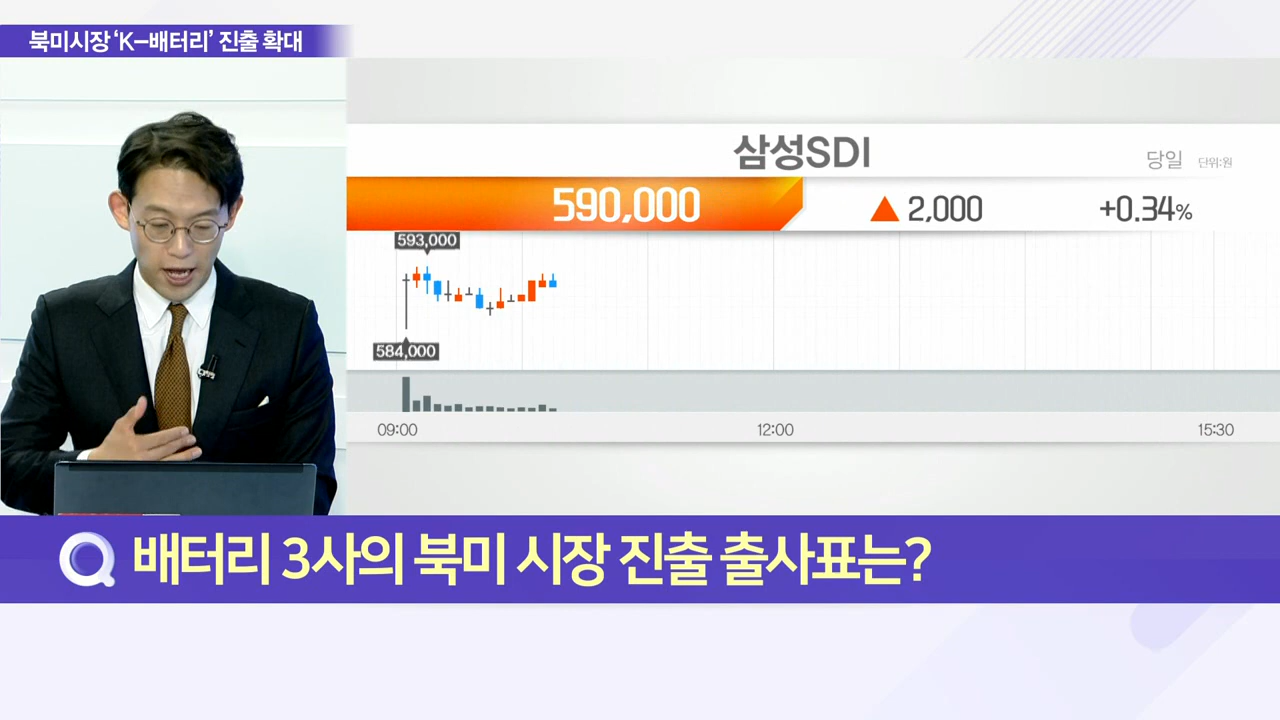 북미시장 ‘K-배터리’ 진출 확대
삼성SDI
당일 단위:원
590,000 ▲ 2,000 +0.34%
593,000
584,000
09:00 12:00 15:30
Q 배터리 3사의 북미 시장 진출 출사표는?